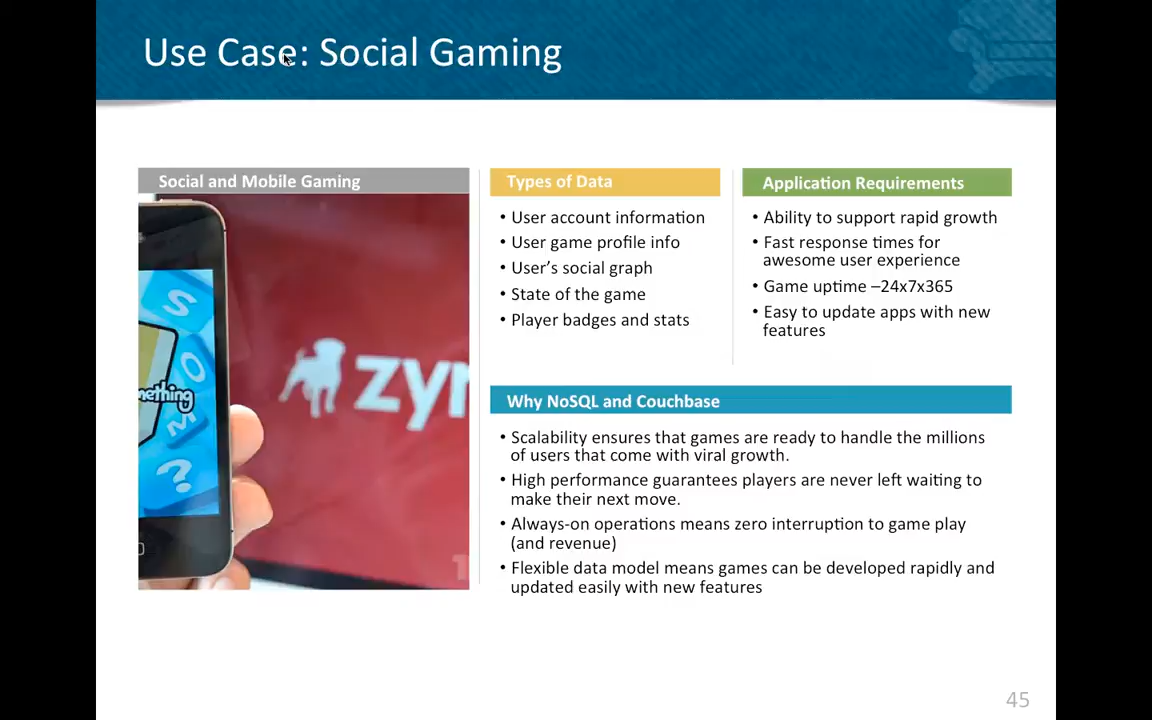 Use Case: Social Gaming
Social and Mobile Gaming
S
O
mething
M
?
zyn
Types of Data
• User account information
• User game profile info
• User’s social graph
• State of the game
• Player badges and stats
Application Requirements
• Ability to support rapid growth
• Fast response times for
awesome user experience
• Game uptime –24x7x365
• Easy to update apps with new
features
Why NoSQL and Couchbase
• Scalability ensures that games are ready to handle the millions
of users that come with viral growth.
• High performance guarantees players are never left waiting to
make their next move.
• Always-on operations means zero interruption to game play
(and revenue)
• Flexible data model means games can be developed rapidly and
updated easily with new features
45